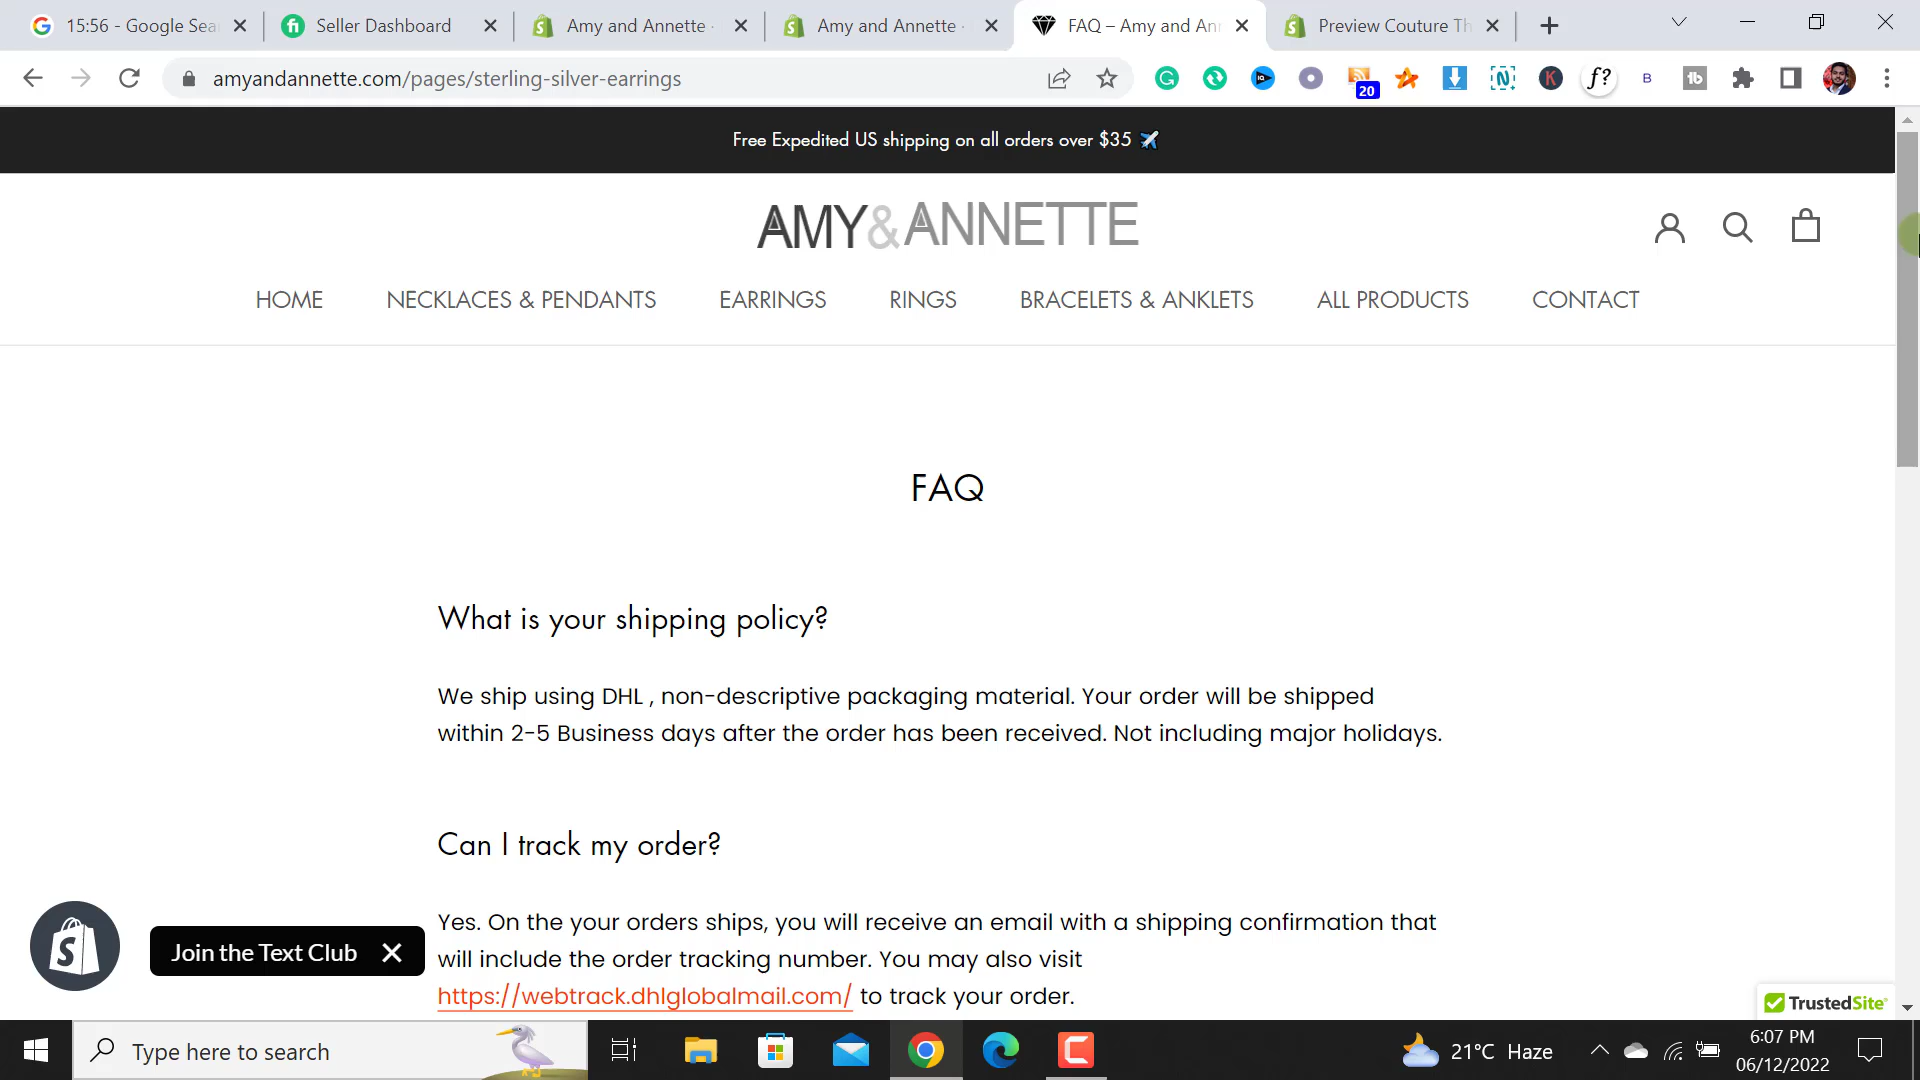 15:56 - Google Sea
Seller Dashboard
Amy and Annette ·
Amy and Annette ·
FAQ – Amy and Ann
Preview Couture Th
amyandannette.com/pages/sterling-silver-earrings
20
f?
B
Free Expedited US shipping on all orders over $35 ✈️
AMY&ANNETTE
HOME
NECKLACES & PENDANTS
EARRINGS
RINGS
BRACELETS & ANKLETS
ALL PRODUCTS
CONTACT
FAQ
What is your shipping policy?
We ship using DHL , non-descriptive packaging material. Your order will be shipped
within 2-5 Business days after the order has been received. Not including major holidays.
Can I track my order?
Yes. On the your orders ships, you will receive an email with a shipping confirmation that
will include the order tracking number. You may also visit
https://webtrack.dhlglobalmail.com/ to track your order.
Join the Text Club
TrustedSite
Type here to search
21°C Haze
6:07 PM
06/12/2022